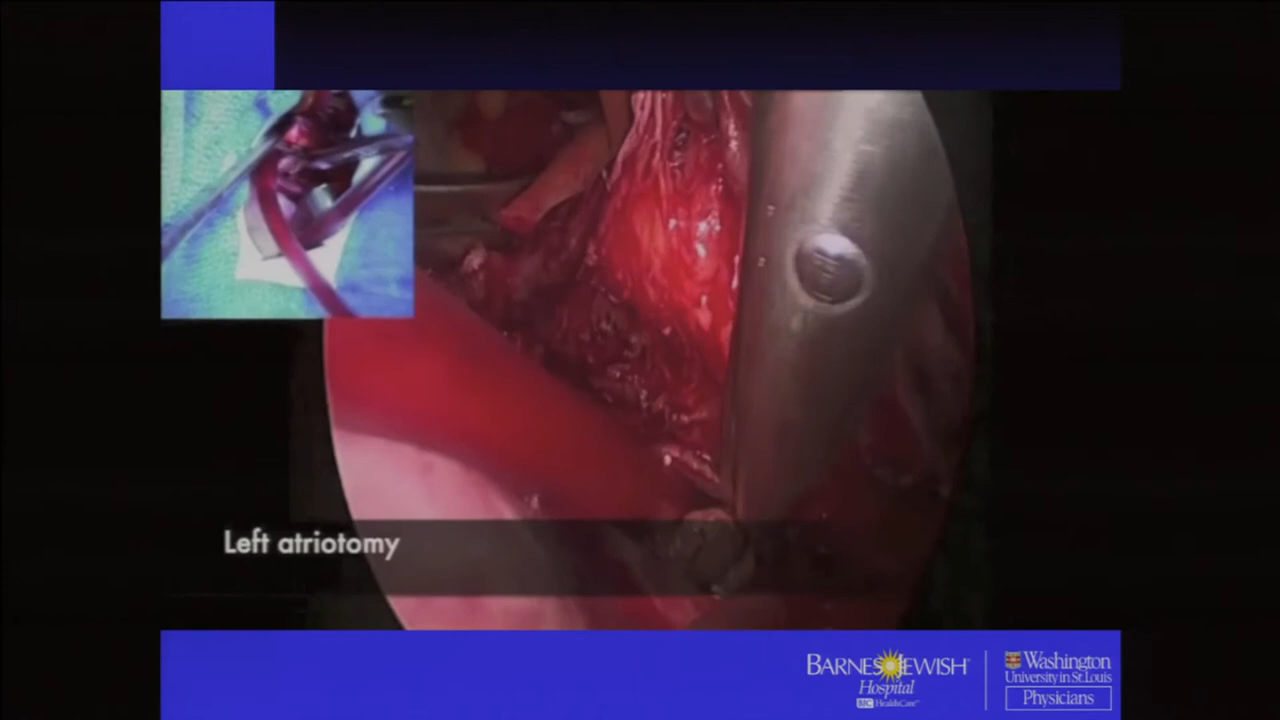 Left atriotomy
BARNES JEWISH
Hospital
BJC HealthCare
Washington
University in St. Louis
Physicians